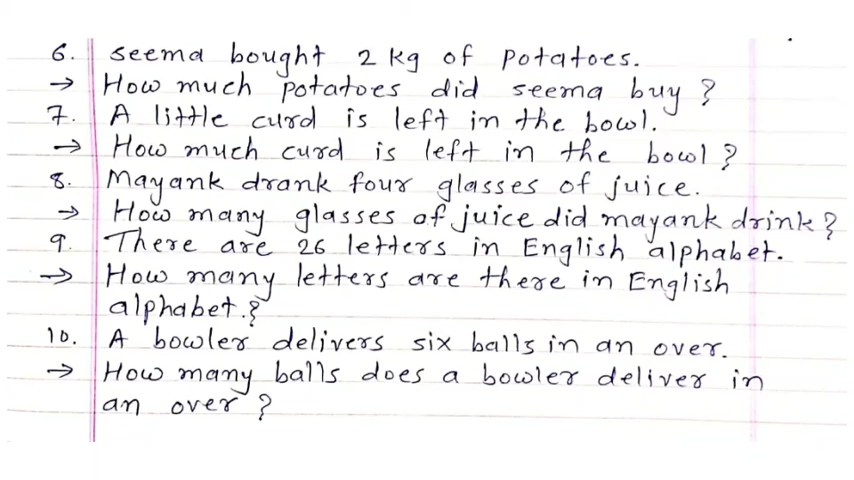 6. seema bought 2 kg of potatoes.
→ How much potatoes did seema buy ?
7. A little curd is left in the bowl.
→ How much curd is left in the bowl ?
8. Mayank drank four glasses of juice.
→ How many glasses of juice did mayank drink ?
9. There are 26 letters in English alphabet.
→ How many letters are there in English
alphabet.?
10. A bowler delivers six balls in an over.
→ How many balls does a bowler deliver in
an over ?